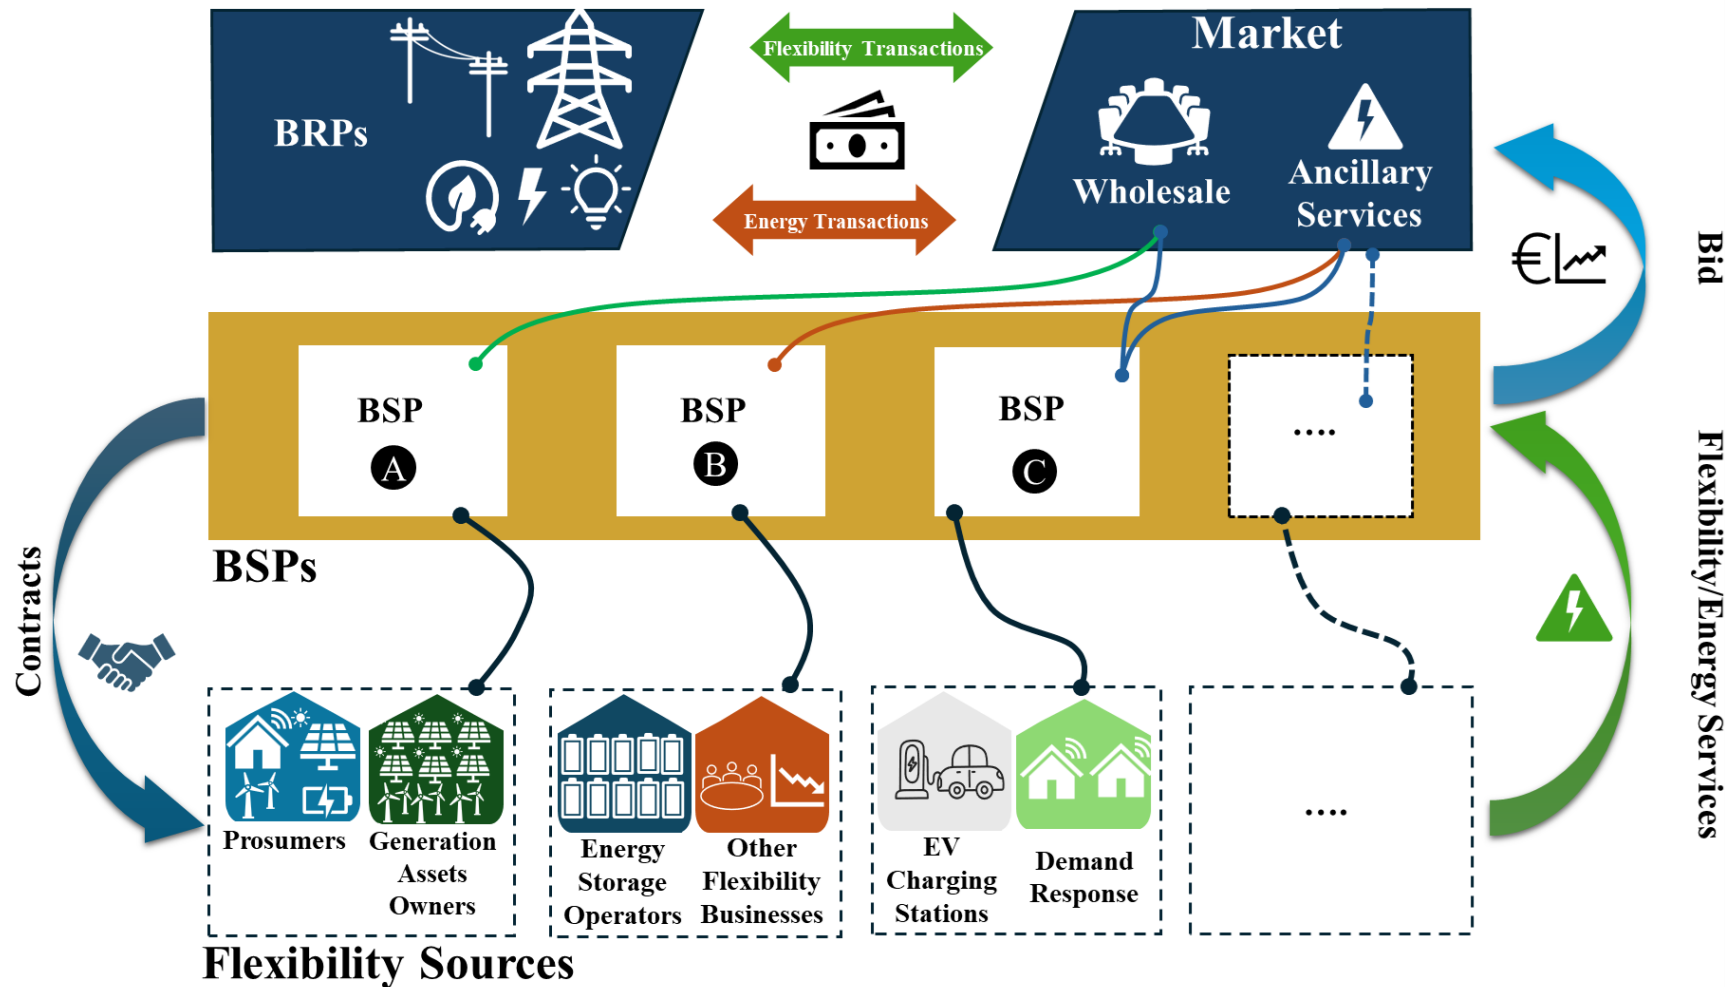 BRPs
Flexibility Transactions
Energy Transactions
Market
Wholesale
Ancillary
Services
Bid
BSP
A
BSP
B
BSP
C
....
BSPs
Contracts
Flexibility/Energy Services
Prosumers
Generation
Assets
Owners
Energy
Storage
Operators
Other
Flexibility
Businesses
EV
Charging
Stations
Demand
Response
....
Flexibility Sources